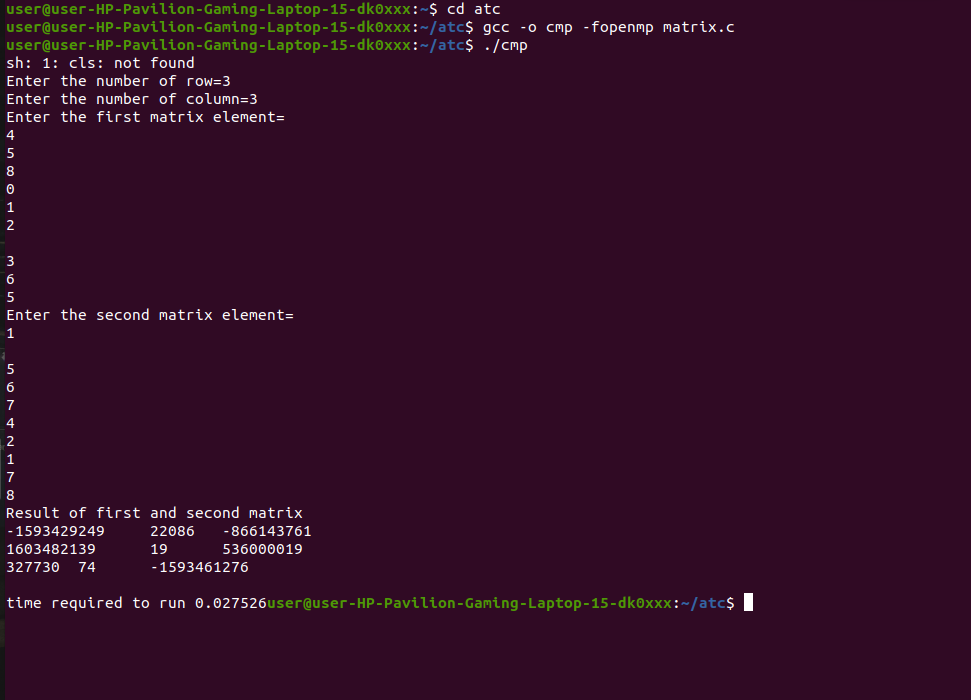 user@user-HP-Pavilion-Gaming-Laptop-15-dk0xxx:~$ cd atc
user@user-HP-Pavilion-Gaming-Laptop-15-dk0xxx:~/atc$ gcc -o cmp -fopenmp matrix.c
user@user-HP-Pavilion-Gaming-Laptop-15-dk0xxx:~/atc$ ./cmp
sh: 1: cls: not found
Enter the number of row=3
Enter the number of column=3
Enter the first matrix element=
4
5
8
0
1
2
3
6
5
Enter the second matrix element=
1
5
6
7
4
2
1
7
8
Result of first and second matrix
-1593429249 22086 -866143761
1603482139 19 536000019
327730 74 -1593461276
time required to run 0.027526user@user-HP-Pavilion-Gaming-Laptop-15-dk0xxx:~/atc$